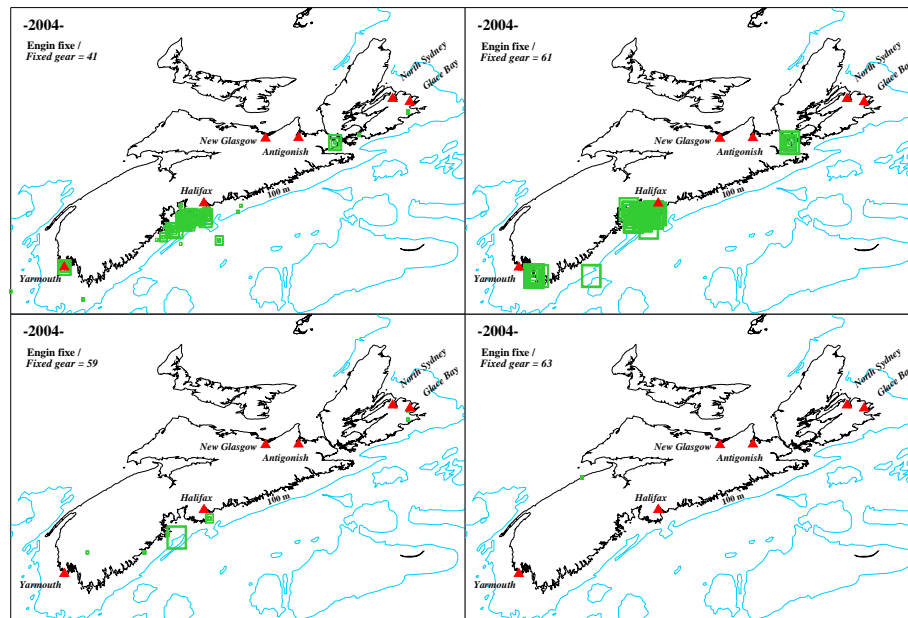 -2004-
Engin fixe /
Fixed gear = 41
North Sydney
Glace Bay
New Glasgow
Antigonish
Halifax
100 m
Yarmouth
-2004-
Engin fixe /
Fixed gear = 61
North Sydney
Glace Bay
New Glasgow
Antigonish
Halifax
100 m
Yarmouth
-2004-
Engin fixe /
Fixed gear = 59
North Sydney
Glace Bay
New Glasgow
Antigonish
Halifax
100 m
Yarmouth
-2004-
Engin fixe /
Fixed gear = 63
North Sydney
Glace Bay
New Glasgow
Antigonish
Halifax
100 m
Yarmouth